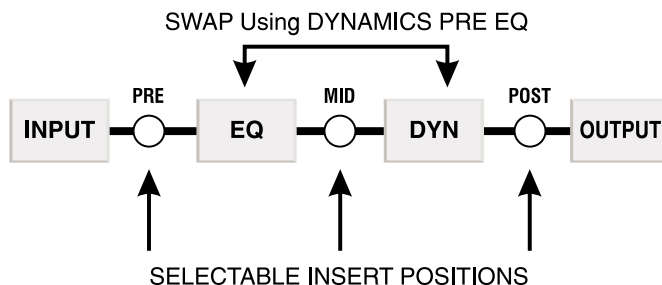 SWAP Using DYNAMICS PRE EQ
PRE
MID
POST
INPUT
EQ
DYN
OUTPUT
SELECTABLE INSERT POSITIONS